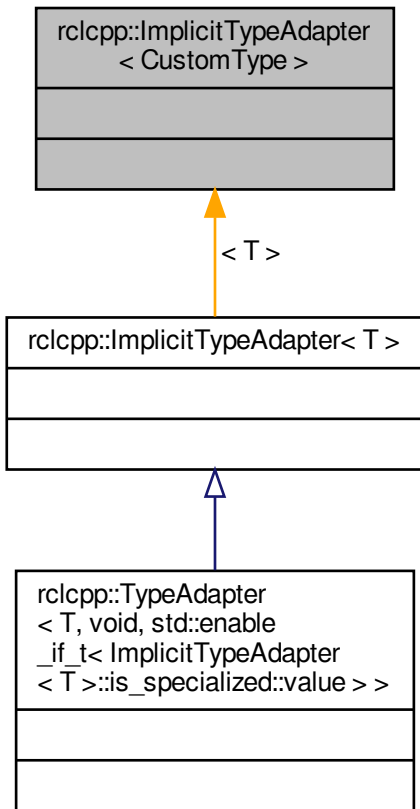 rclcpp::ImplicitTypeAdapter
< CustomType >
< T >
rclcpp::ImplicitTypeAdapter< T >
rclcpp::TypeAdapter
< T, void, std::enable
_if_t< ImplicitTypeAdapter
< T >::is_specialized::value > >